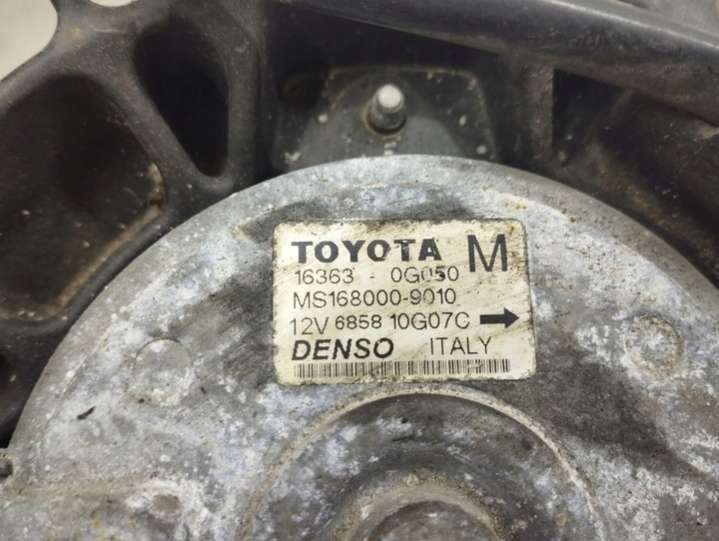 TOYOTA M
16363 - 0G050
MS168000-9010
12V 6858 10G07C →
DENSO ITALY